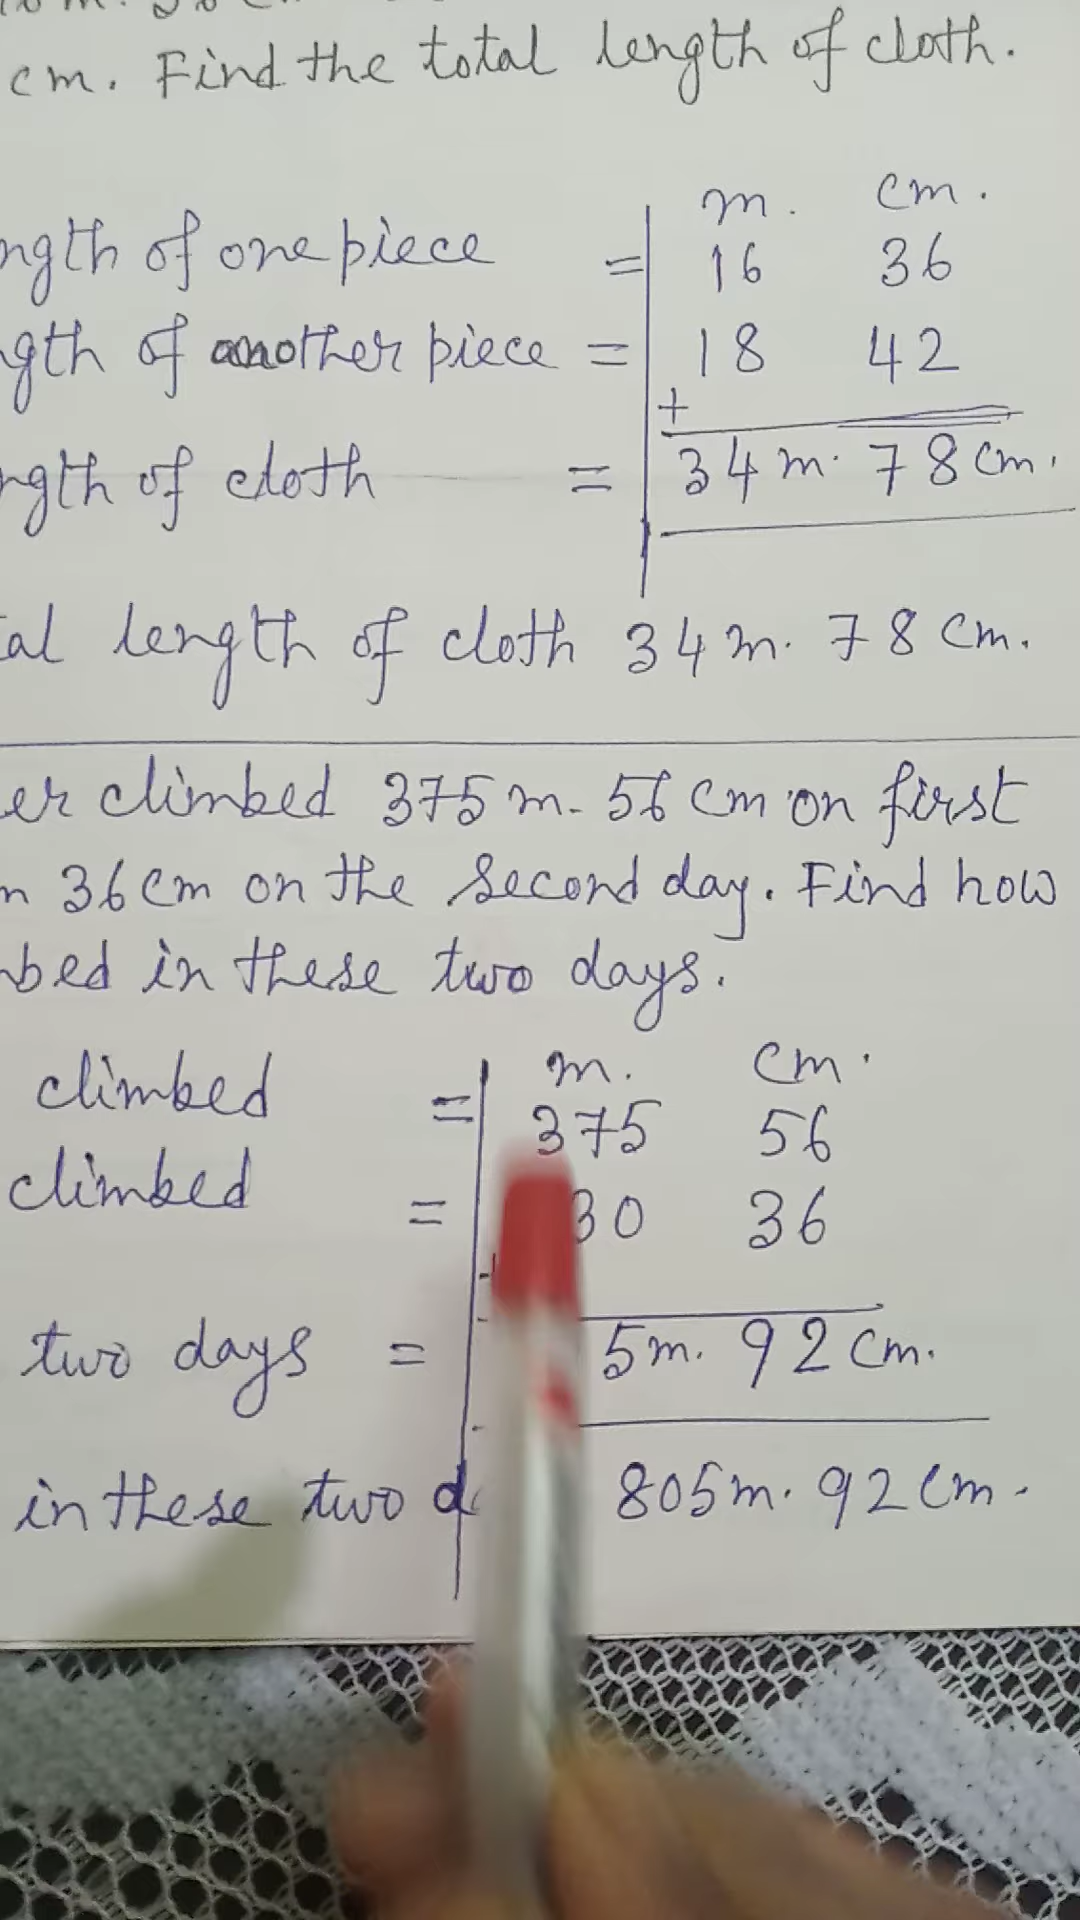 cm. Find the total length of cloth.
m. cm.
ngth of one piece = 16 36
gth of another piece = 18 42
+
ngth of cloth = 34 m. 78 cm.
al length of cloth 34 m. 78 cm.
er climbed 375 m. 56 cm on first
36 cm on the second day. Find how
bed in these two days.
m. cm.
climbed = 375 56
climbed = 30 36
two days = 5 m. 92 cm.
in these two d 805 m. 92 cm.